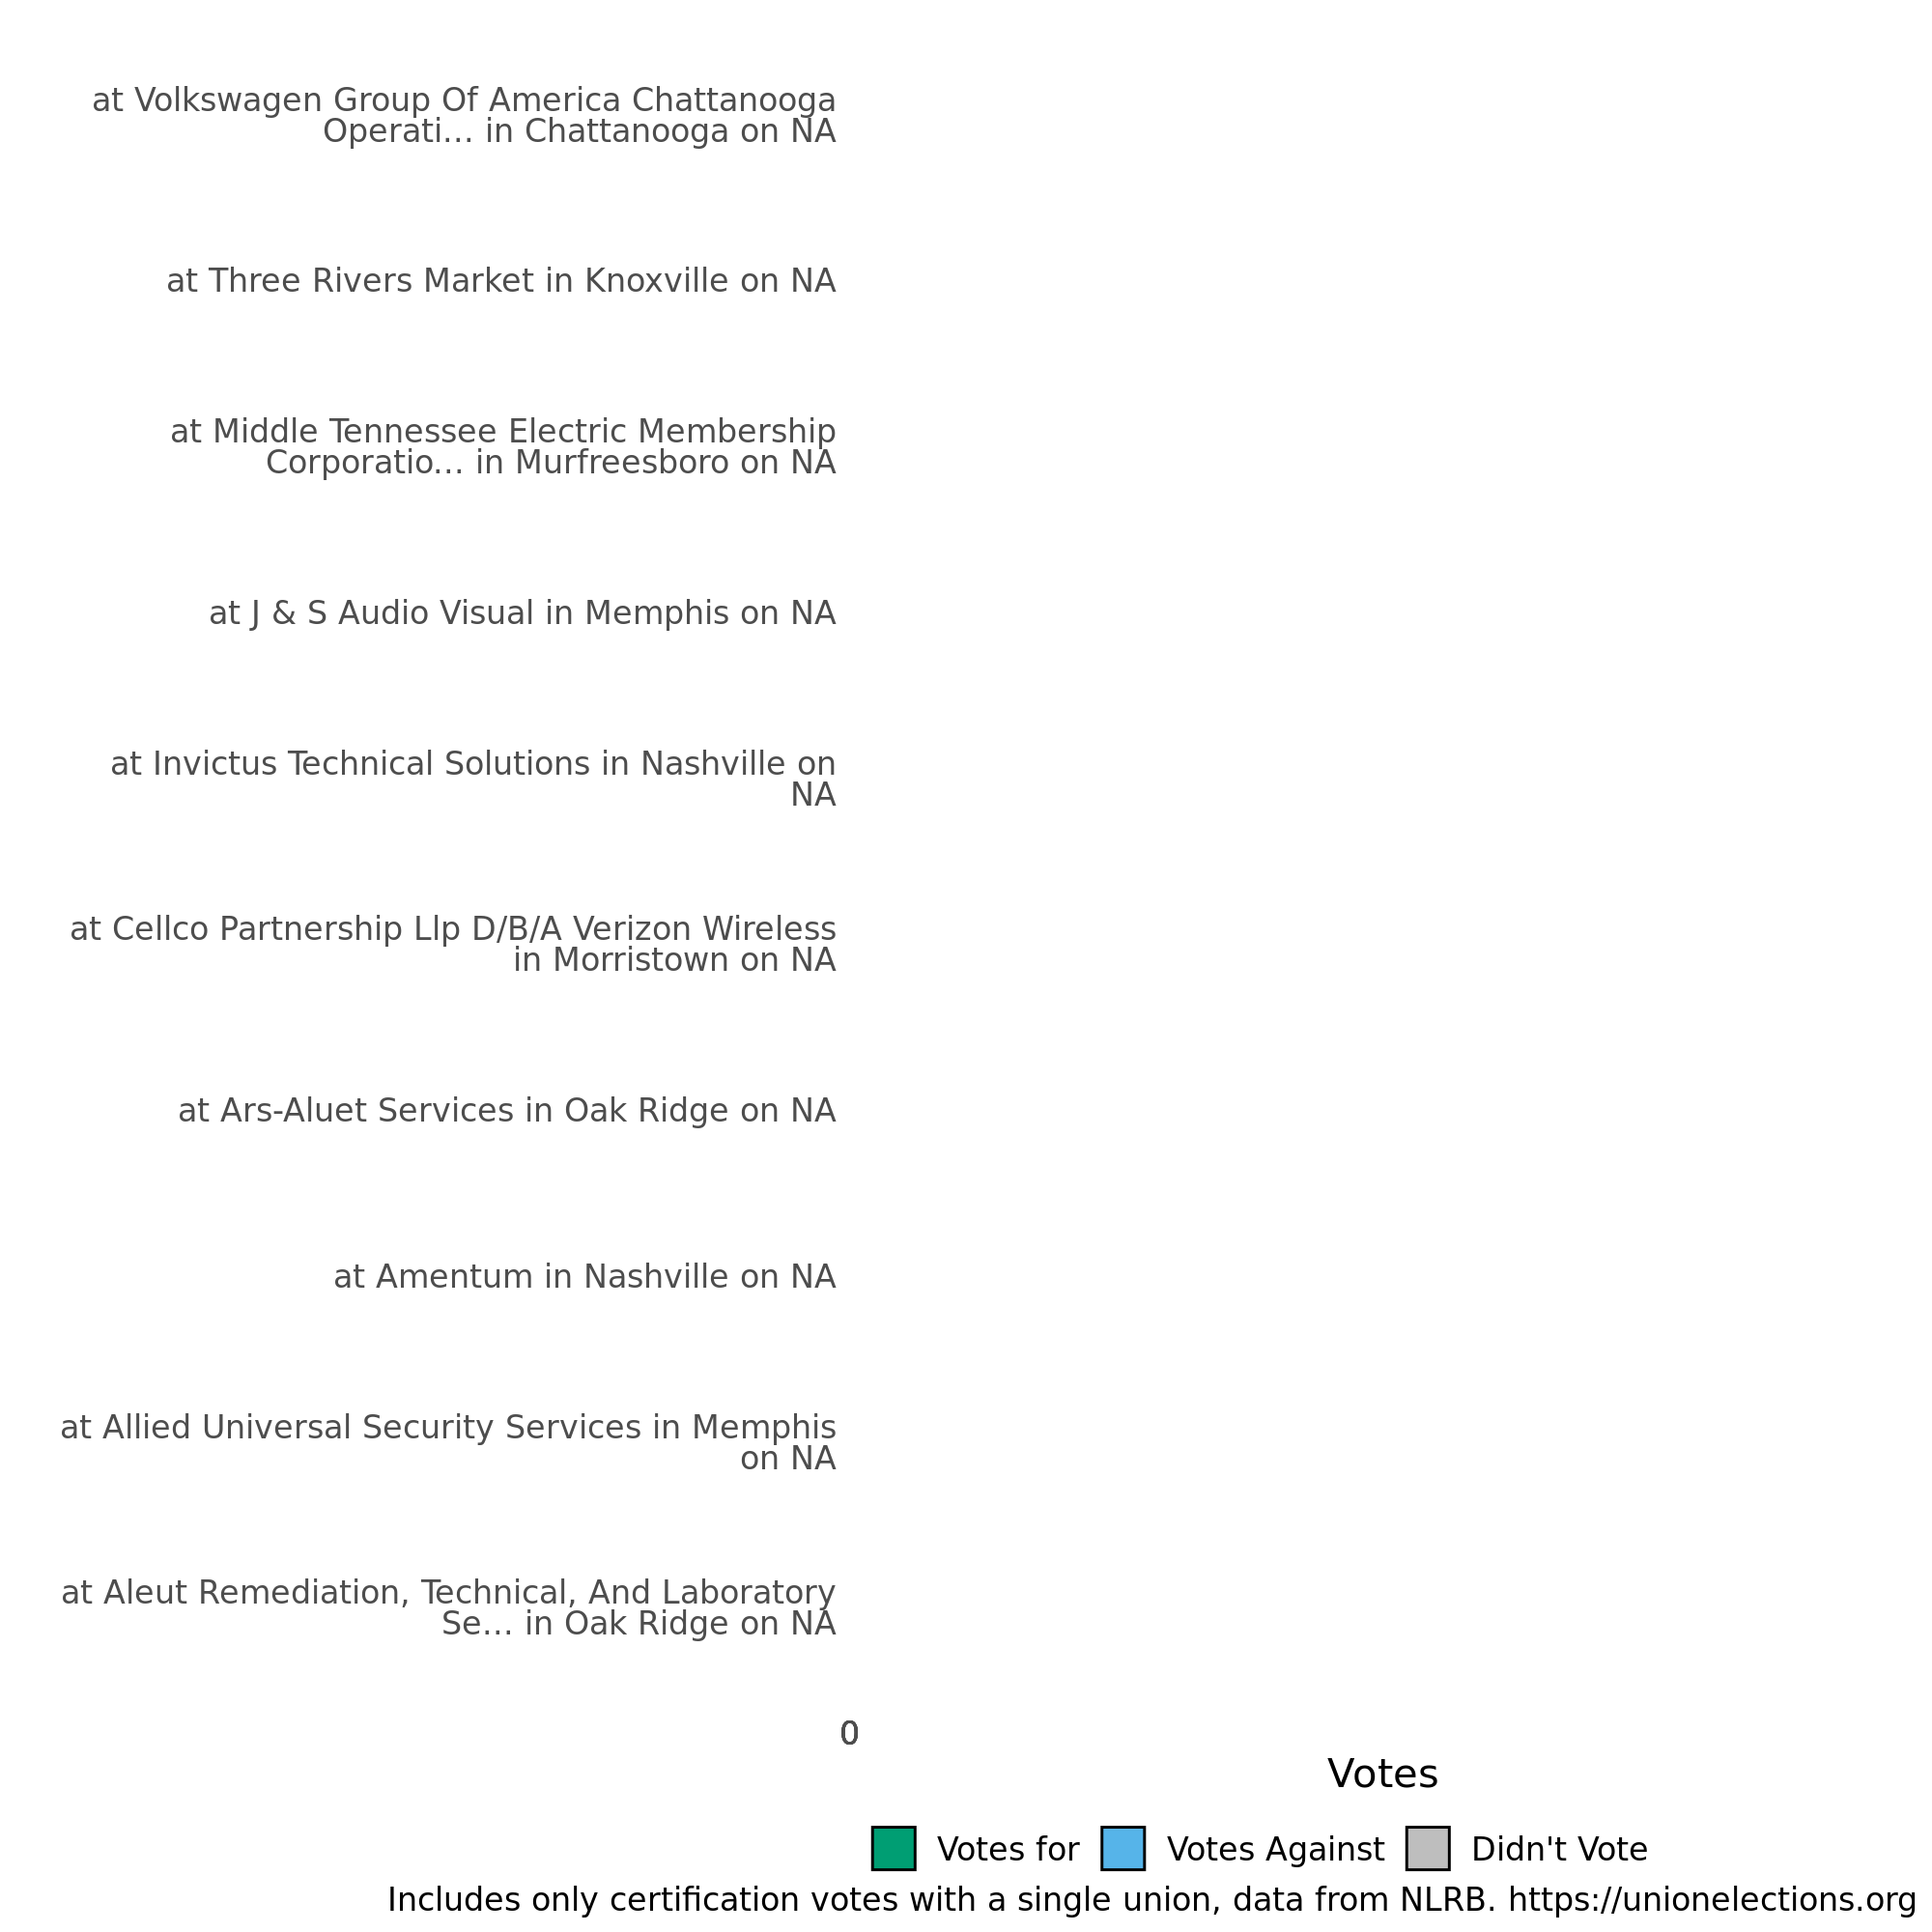 at Volkswagen Group Of America Chattanooga
Operati... in Chattanooga on NA
at Three Rivers Market in Knoxville on NA
at Middle Tennessee Electric Membership
Corporatio... in Murfreesboro on NA
at J & S Audio Visual in Memphis on NA
at Invictus Technical Solutions in Nashville on
NA
at Cellco Partnership Llp D/B/A Verizon Wireless
in Morristown on NA
at Ars-Aluet Services in Oak Ridge on NA
at Amentum in Nashville on NA
at Allied Universal Security Services in Memphis
on NA
at Aleut Remediation, Technical, And Laboratory
Se... in Oak Ridge on NA
0
Votes
Votes for Votes Against Didn't Vote
Includes only certification votes with a single union, data from NLRB. https://unionelections.org